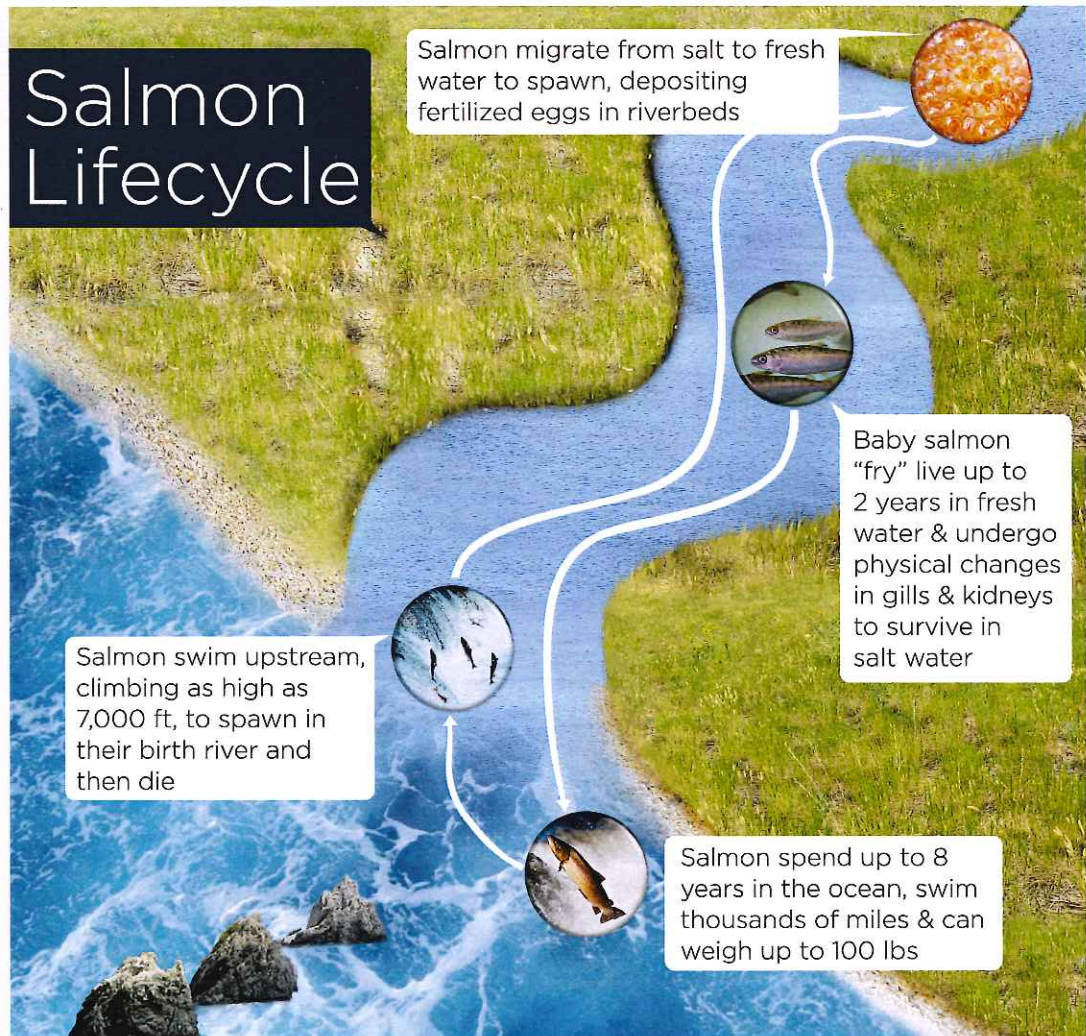 Salmon
Lifecycle
Salmon migrate from salt to fresh
water to spawn, depositing
fertilized eggs in riverbeds
Baby salmon
“fry” live up to
2 years in fresh
water & undergo
physical changes
in gills & kidneys
to survive in
salt water
Salmon spend up to 8
years in the ocean, swim
thousands of miles & can
weigh up to 100 lbs
Salmon swim upstream,
climbing as high as
7,000 ft, to spawn in
their birth river and
then die